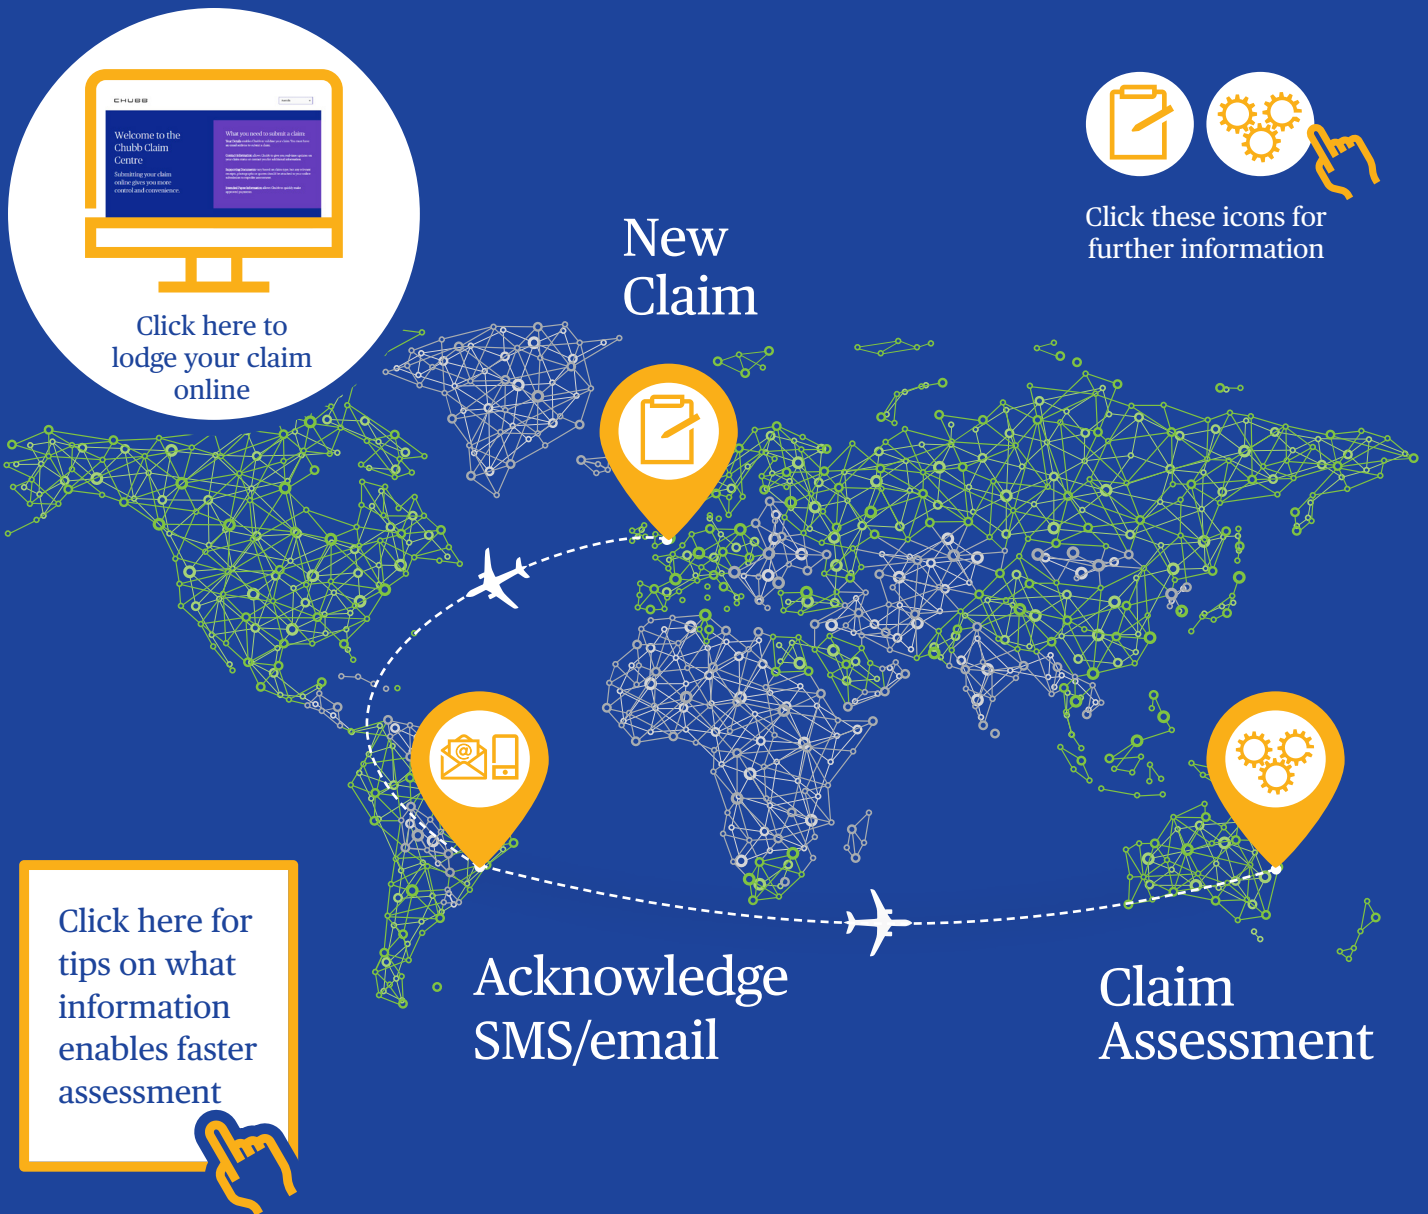 CHUBB
Welcome to the
Chubb Claim
Centre
Submitting your claim
online gives you more
control and convenience.
What you need to submit a claim:
Click here to
lodge your claim
online
Click these icons for
further information
New
Claim
@
Acknowledge
SMS/email
Claim
Assessment
Click here for
tips on what
information
enables faster
assessment